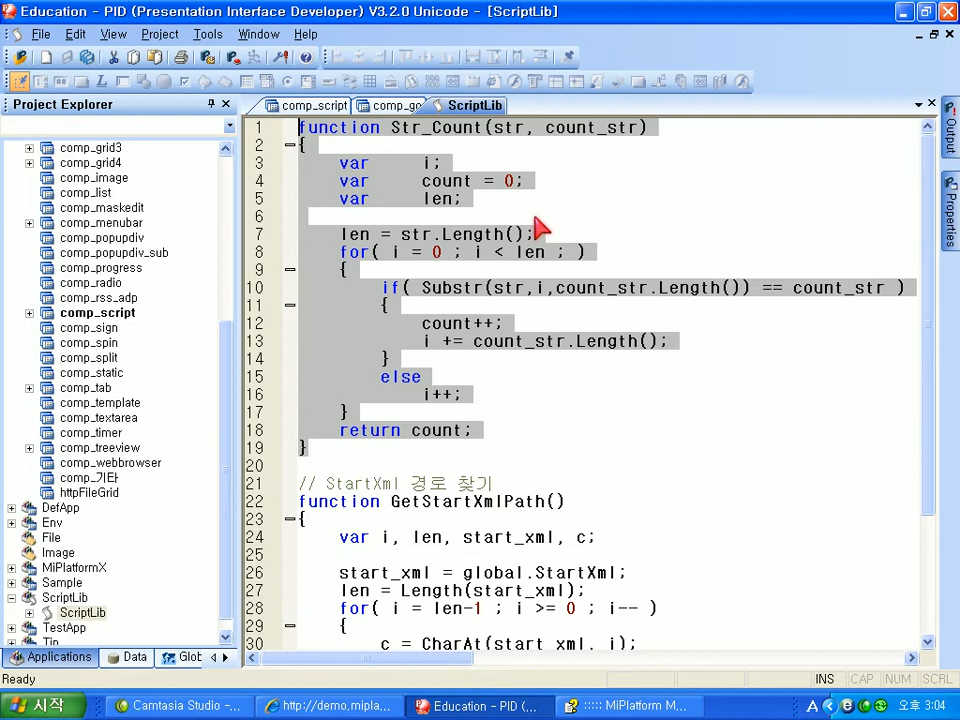 Education - PID (Presentation Interface Developer) V3.2.0 Unicode - [ScriptLib]
File Edit View Project Tools Window Help
Project Explorer
comp_script
ScriptLib
comp_grid3
comp_grid4
comp_image
comp_list
comp_maskedit
comp_menubar
comp_popupdiv
comp_popupdiv_sub
comp_progress
comp_radio
comp_rss_adp
comp_script
comp_sign
comp_spin
comp_split
comp_static
comp_tab
comp_template
comp_textarea
comp_timer
comp_treeview
comp_webbrowser
comp_기타
httpFileGrid
DefApp
Env
File
Image
MiPlatformX
Sample
ScriptLib
ScriptLib
TestApp
Tip
Applications Data Glob
1 function Str_Count(str, count_str)
2 {
3 var i;
4 var count = 0;
5 var len;
6
7 len = str.Length();
8 for( i = 0 ; i < len ; )
9 {
10 if( Substr(str,i,count_str.Length()) == count_str )
11 {
12 count++;
13 i += count_str.Length();
14 }
15 else
16 i++;
17 }
18 return count;
19 }
20
21 // StartXml 경로 찾기
22 function GetStartXmlPath()
23 {
24 var i, len, start_xml, c;
25
26 start_xml = global.StartXml;
27 len = Length(start_xml);
28 for( i = len-1 ; i >= 0 ; i-- )
29 {
30 c = CharAt(start_xml, i);
Output
Properties
Ready
INS CAP NUM SCRL
시작
Camtasia Studio - ...
http://demo,mipla...
Education - PID (...
::::: MiPlatform M...
A
오후 3:04